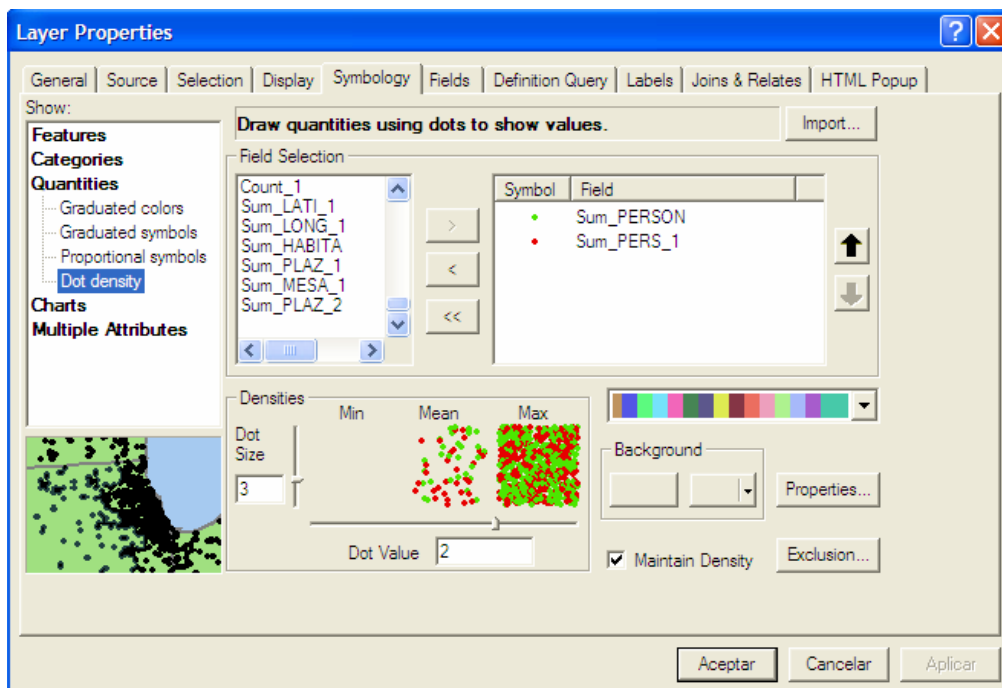 Layer Properties
General Source Selection Display Symbology Fields Definition Query Labels Joins & Relates HTML Popup
Show:
Features
Categories
Quantities
Graduated colors
Graduated symbols
Proportional symbols
Dot density
Charts
Multiple Attributes
Draw quantities using dots to show values.
Import...
Field Selection
Count_1
Sum_LATI_1
Sum_LONG_1
Sum_HABITA
Sum_PLAZ_1
Sum_MESA_1
Sum_PLAZ_2
>
<
<<
Symbol Field
Sum_PERSON
Sum_PERS_1
Densities
Min Mean Max
Dot
Size
3
Dot Value 2
Background
Properties...
Maintain Density
Exclusion...
Aceptar Cancelar Aplicar